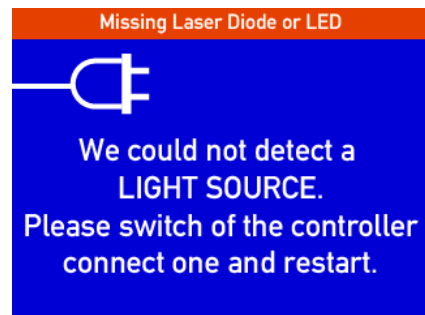 Missing Laser Diode or LED
We could not detect a
LIGHT SOURCE.
Please switch of the controller
connect one and restart.